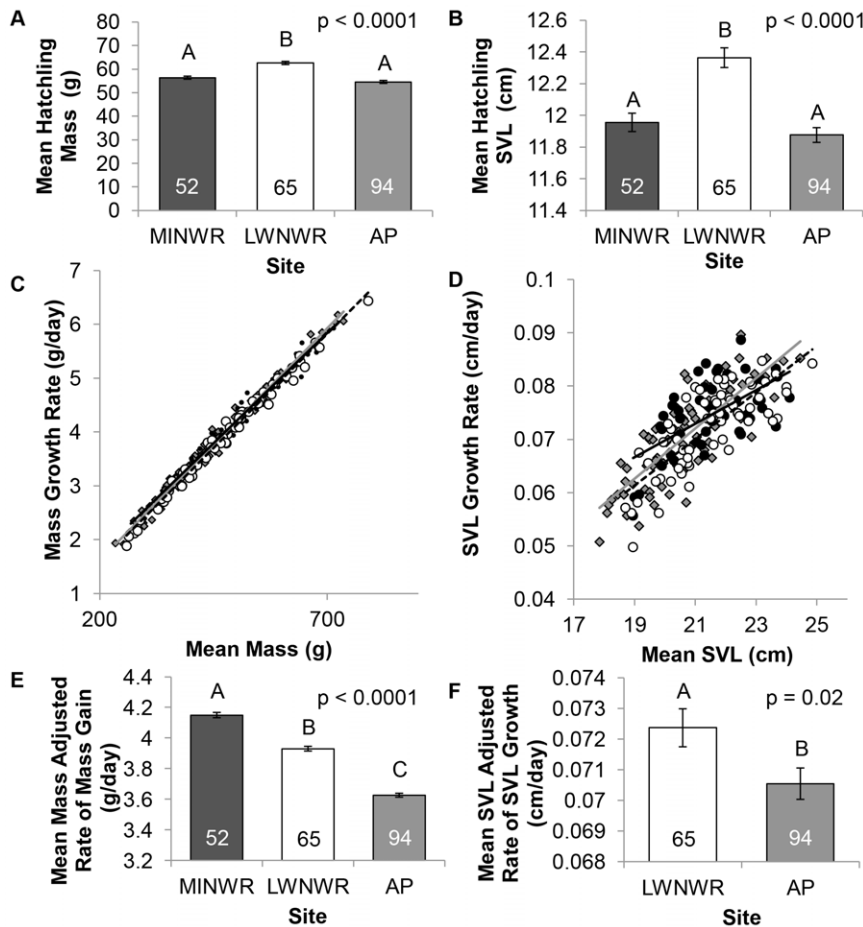 A
Mean Hatchling
Mass (g)
p < 0.0001
80
70
60
50
40
30
20
10
0
A
B
A
52
65
94
MINWR LWNWR AP
Site
B
Mean Hatchling
SVL (cm)
p < 0.0001
12.6
12.4
12.2
12
11.8
11.6
11.4
A
B
A
52
65
94
MINWR LWNWR AP
Site
C
Mass Growth Rate (g/day)
7
6
5
4
3
2
1
200 700
Mean Mass (g)
D
SVL Growth Rate (cm/day)
0.1
0.09
0.08
0.07
0.06
0.05
0.04
17 19 21 23 25
Mean SVL (cm)
E
Mean Mass Adjusted
Rate of Mass Gain
(g/day)
p < 0.0001
4.4
4.2
4
3.8
3.6
3.4
3.2
A
B
C
52
65
94
MINWR LWNWR AP
Site
F
Mean SVL Adjusted
Rate of SVL Growth
(cm/day)
p = 0.02
0.074
0.073
0.072
0.071
0.07
0.069
0.068
A
B
65
94
LWNWR AP
Site